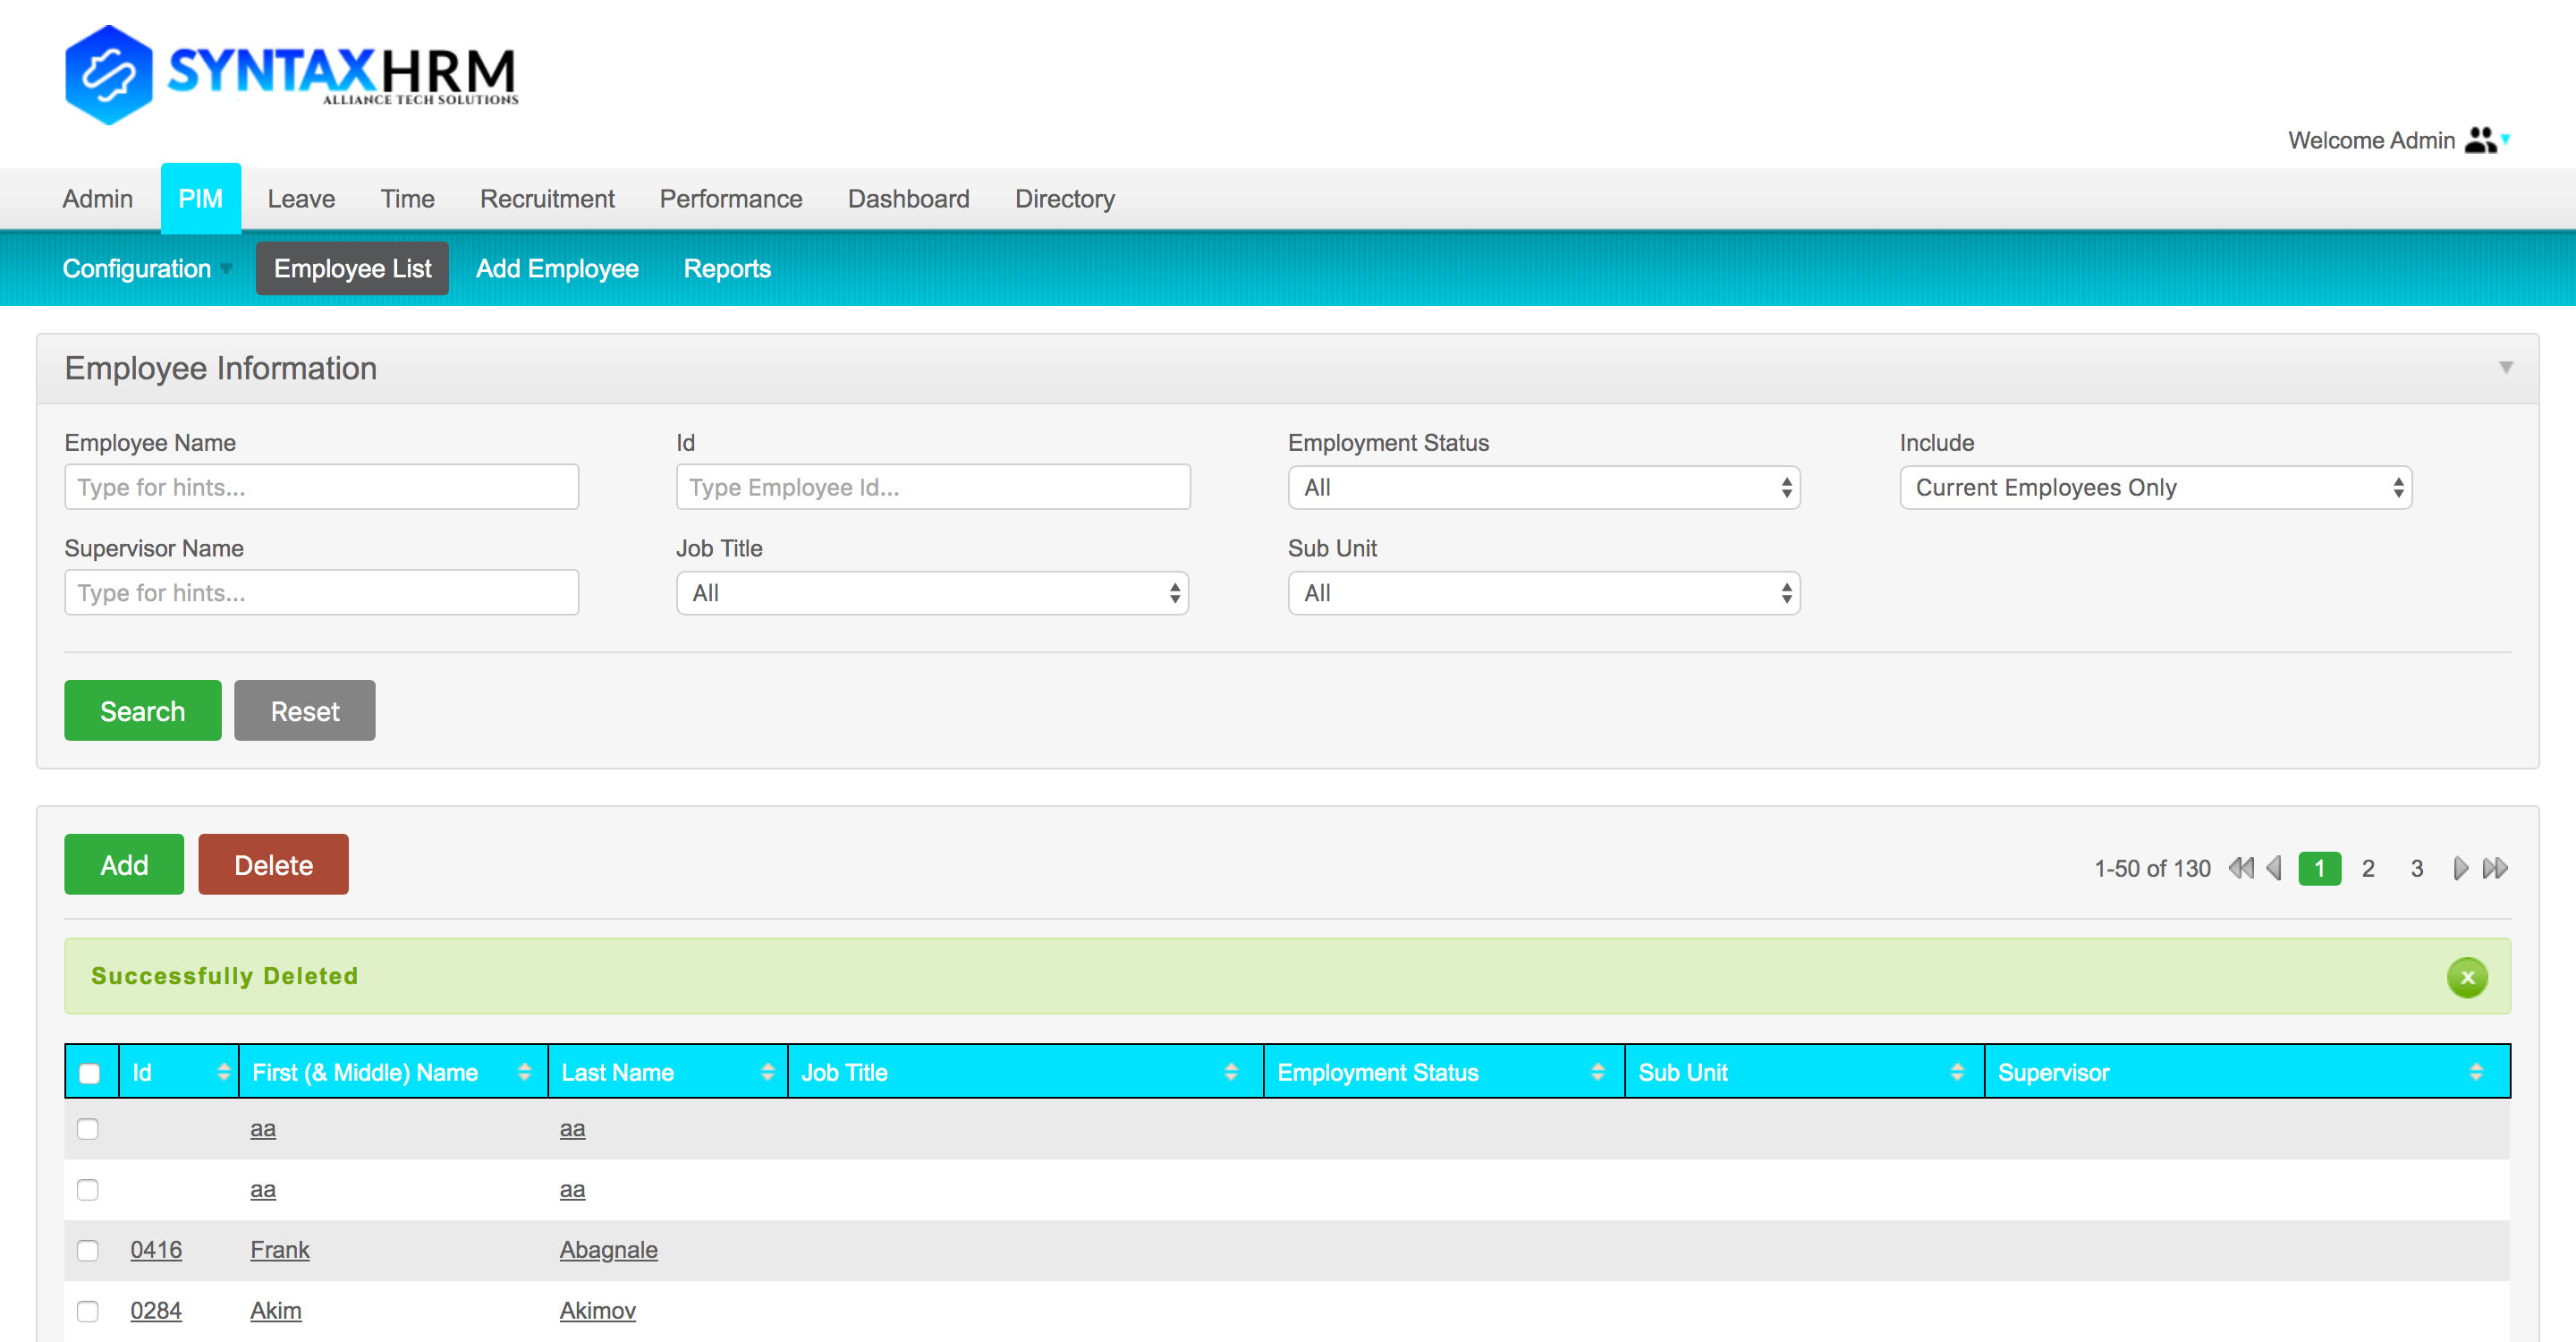 SYNTAXHRM
ALLIANCE TECH SOLUTIONS
Welcome Admin
Admin PIM Leave Time Recruitment Performance Dashboard Directory
Configuration Employee List Add Employee Reports
Employee Information
Employee Name Id Employment Status Include
Type for hints... Type Employee Id... All Current Employees Only
Supervisor Name Job Title Sub Unit
Type for hints... All All
Search Reset
Add Delete 1-50 of 130 1 2 3
Successfully Deleted
Id First (& Middle) Name Last Name Job Title Employment Status Sub Unit Supervisor
aa aa
aa aa
0416 Frank Abagnale
0284 Akim Akimov